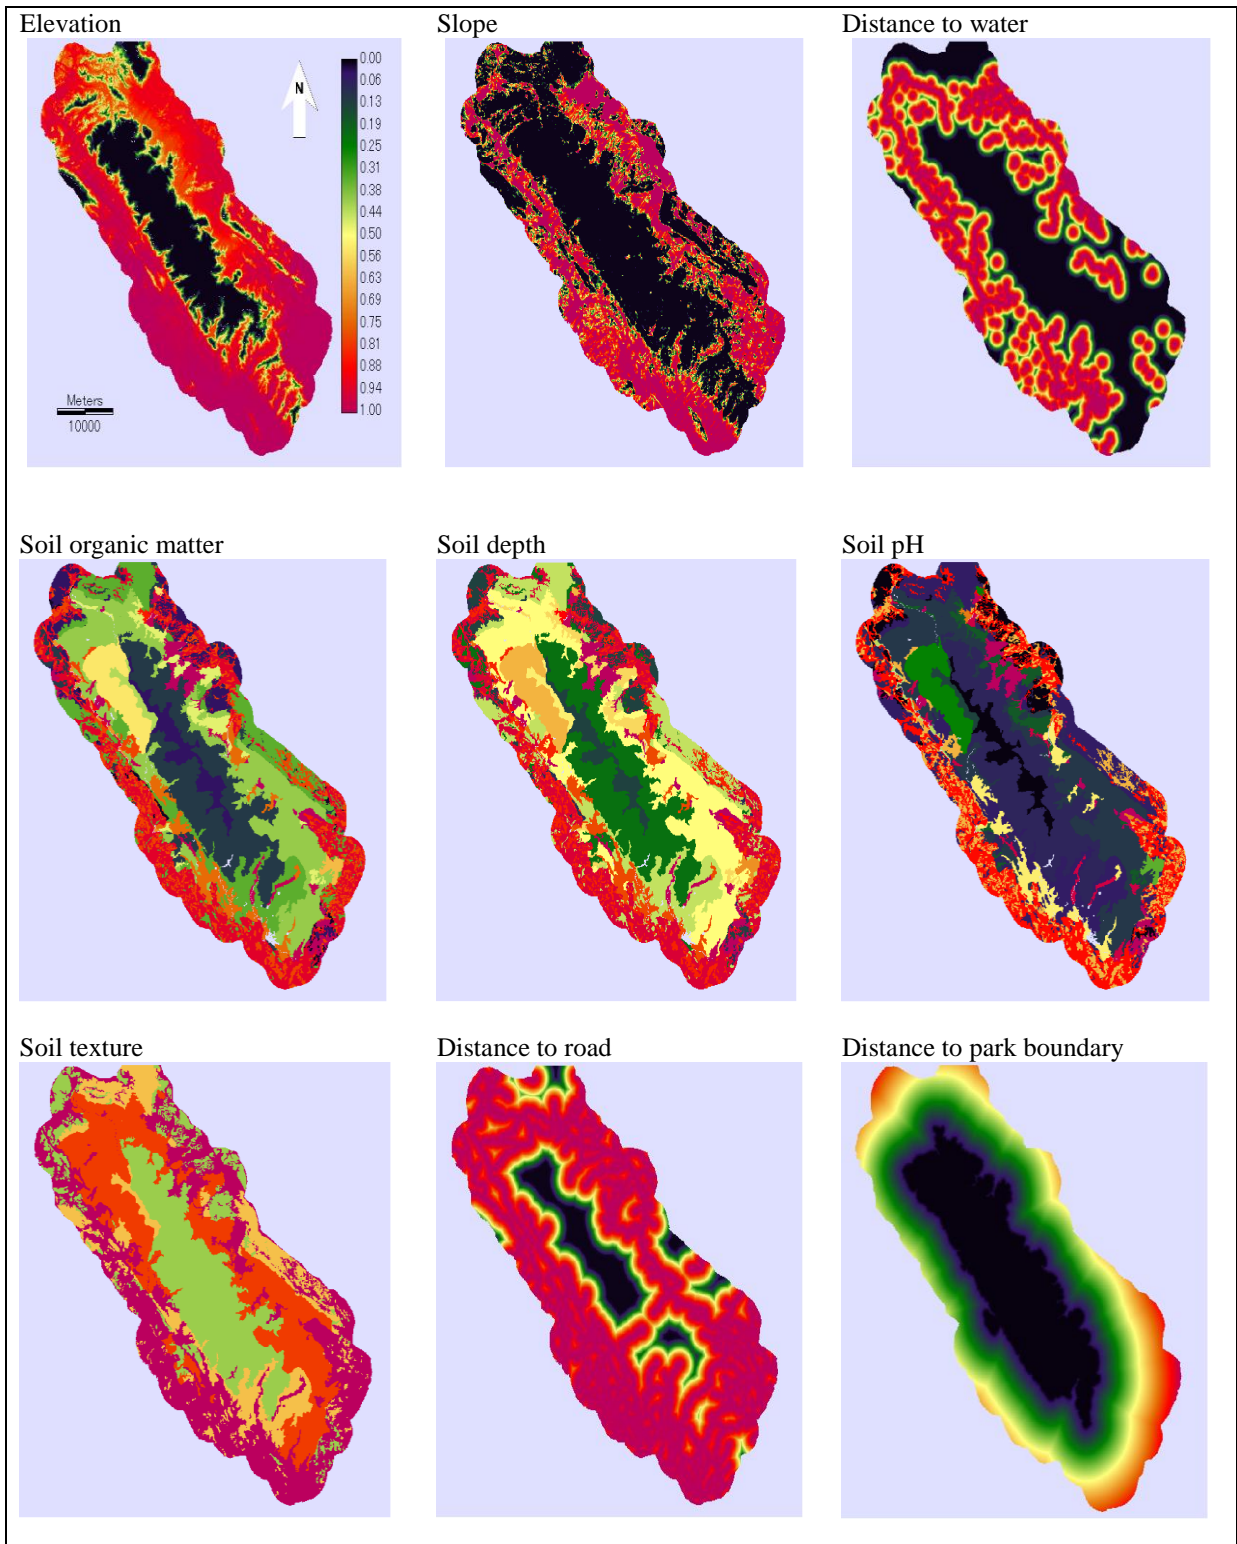 Elevation
Slope
Distance to water
N
0.00
0.06
0.13
0.19
0.25
0.31
0.38
0.44
0.50
0.56
0.63
0.69
0.75
0.81
0.88
0.94
1.00
Meters
10000
Soil organic matter
Soil depth
Soil pH
Soil texture
Distance to road
Distance to park boundary